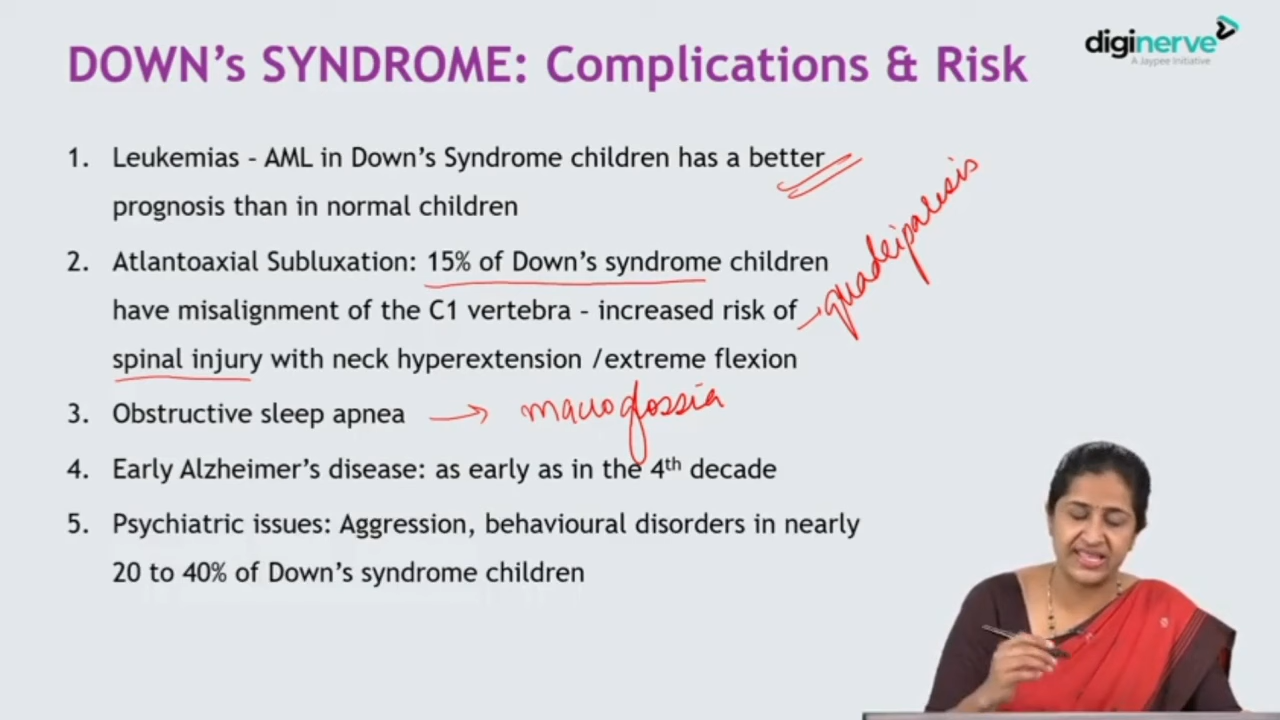 DOWN's SYNDROME: Complications & Risk
diginerve
A Jaypee Initiative
1. Leukemias - AML in Down's Syndrome children has a better
prognosis than in normal children
2. Atlantoaxial Subluxation: 15% of Down's syndrome children
have misalignment of the C1 vertebra - increased risk of
→ quadriparesis
spinal injury with neck hyperextension /extreme flexion
3. Obstructive sleep apnea → macroglossia
4. Early Alzheimer's disease: as early as in the 4th decade
5. Psychiatric issues: Aggression, behavioural disorders in nearly
20 to 40% of Down's syndrome children